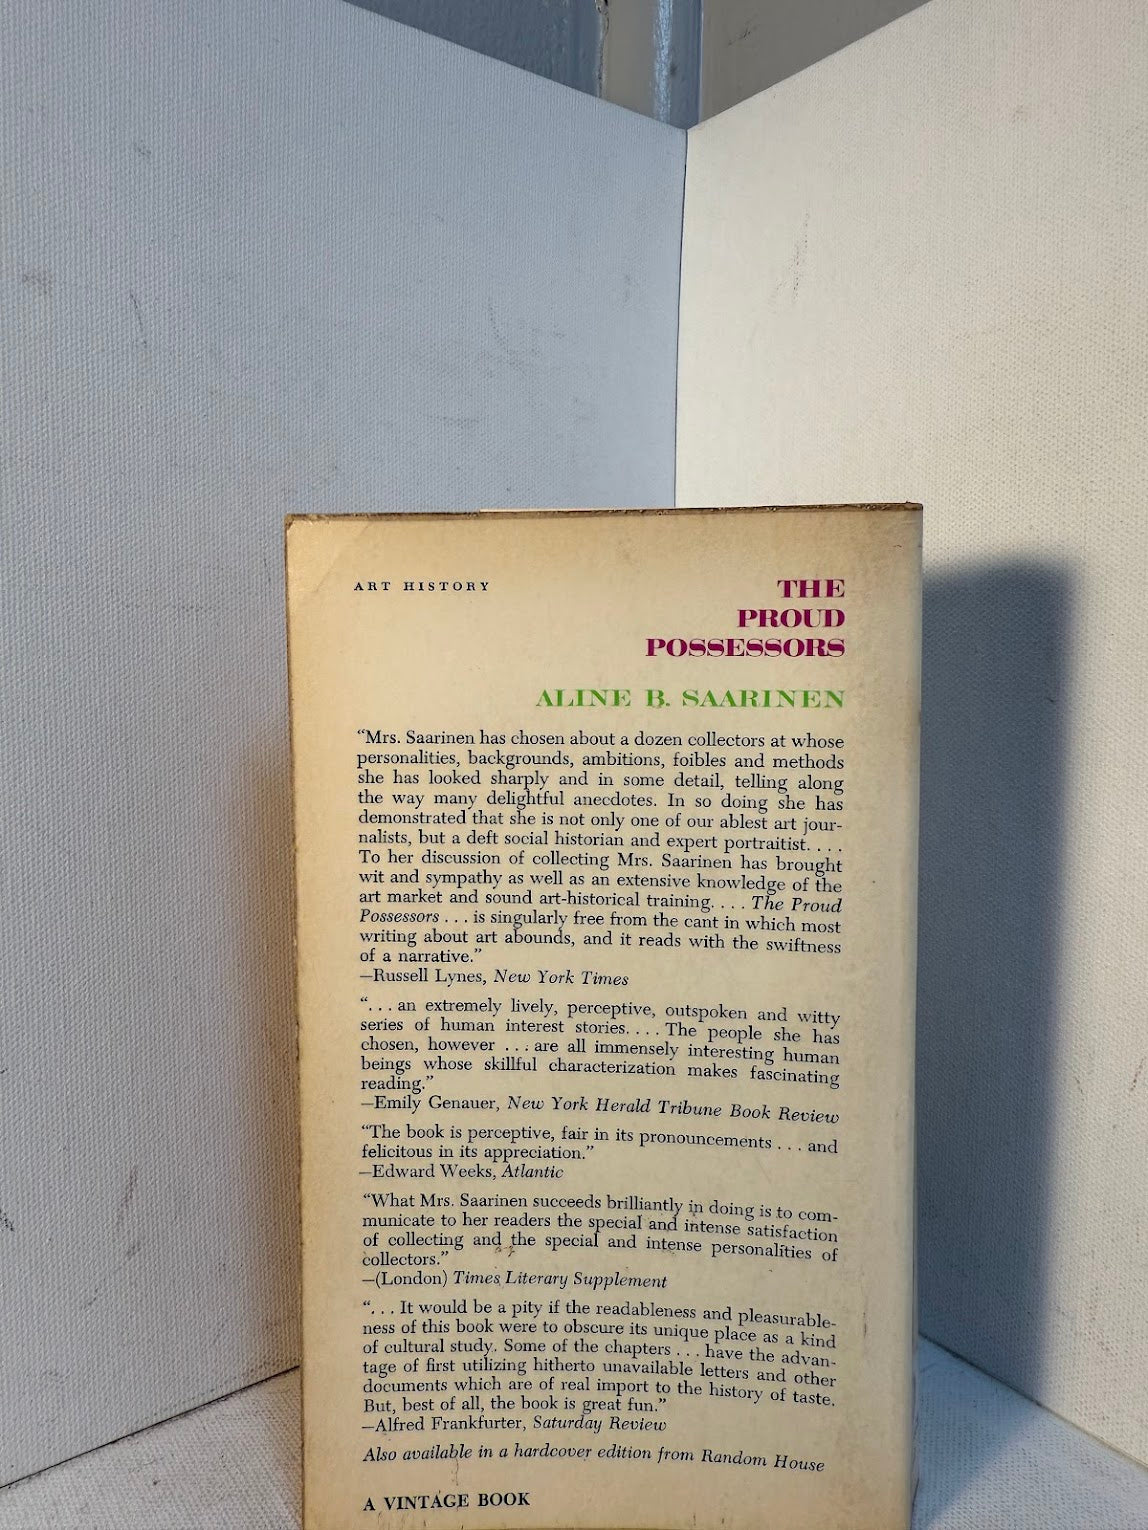 ART HISTORY
THE
PROUD
POSSESSORS
ALINE B. SAARINEN
“Mrs. Saarinen has chosen about a dozen collectors at whose
personalities, backgrounds, ambitions, foibles and methods
she has looked sharply and in some detail, telling along
the way many delightful anecdotes. In so doing she has
demonstrated that she is not only one of our ablest art jour-
nalists, but a deft social historian and expert portraitist. . . .
To her discussion of collecting Mrs. Saarinen has brought
wit and sympathy as well as an extensive knowledge of the
art market and sound art-historical training. . . . The Proud
Possessors . . . is singularly free from the cant in which most
writing about art abounds, and it reads with the swiftness
of a narrative.”
—Russell Lynes, New York Times
“. . . an extremely lively, perceptive, outspoken and witty
series of human interest stories. . . . The people she has
chosen, however . . . are all immensely interesting human
beings whose skillful characterization makes fascinating
reading.”
—Emily Genauer, New York Herald Tribune Book Review
“The book is perceptive, fair in its pronouncements . . . and
felicitous in its appreciation.”
—Edward Weeks, Atlantic
“What Mrs. Saarinen succeeds brilliantly in doing is to com-
municate to her readers the special and intense satisfaction
of collecting and the special and intense personalities of
collectors.”
—(London) Times Literary Supplement
“. . . It would be a pity if the readableness and pleasurable-
ness of this book were to obscure its unique place as a kind
of cultural study. Some of the chapters . . . have the advan-
tage of first utilizing hitherto unavailable letters and other
documents which are of real import to the history of taste.
But, best of all, the book is great fun.”
—Alfred Frankfurter, Saturday Review
Also available in a hardcover edition from Random House
A VINTAGE BOOK